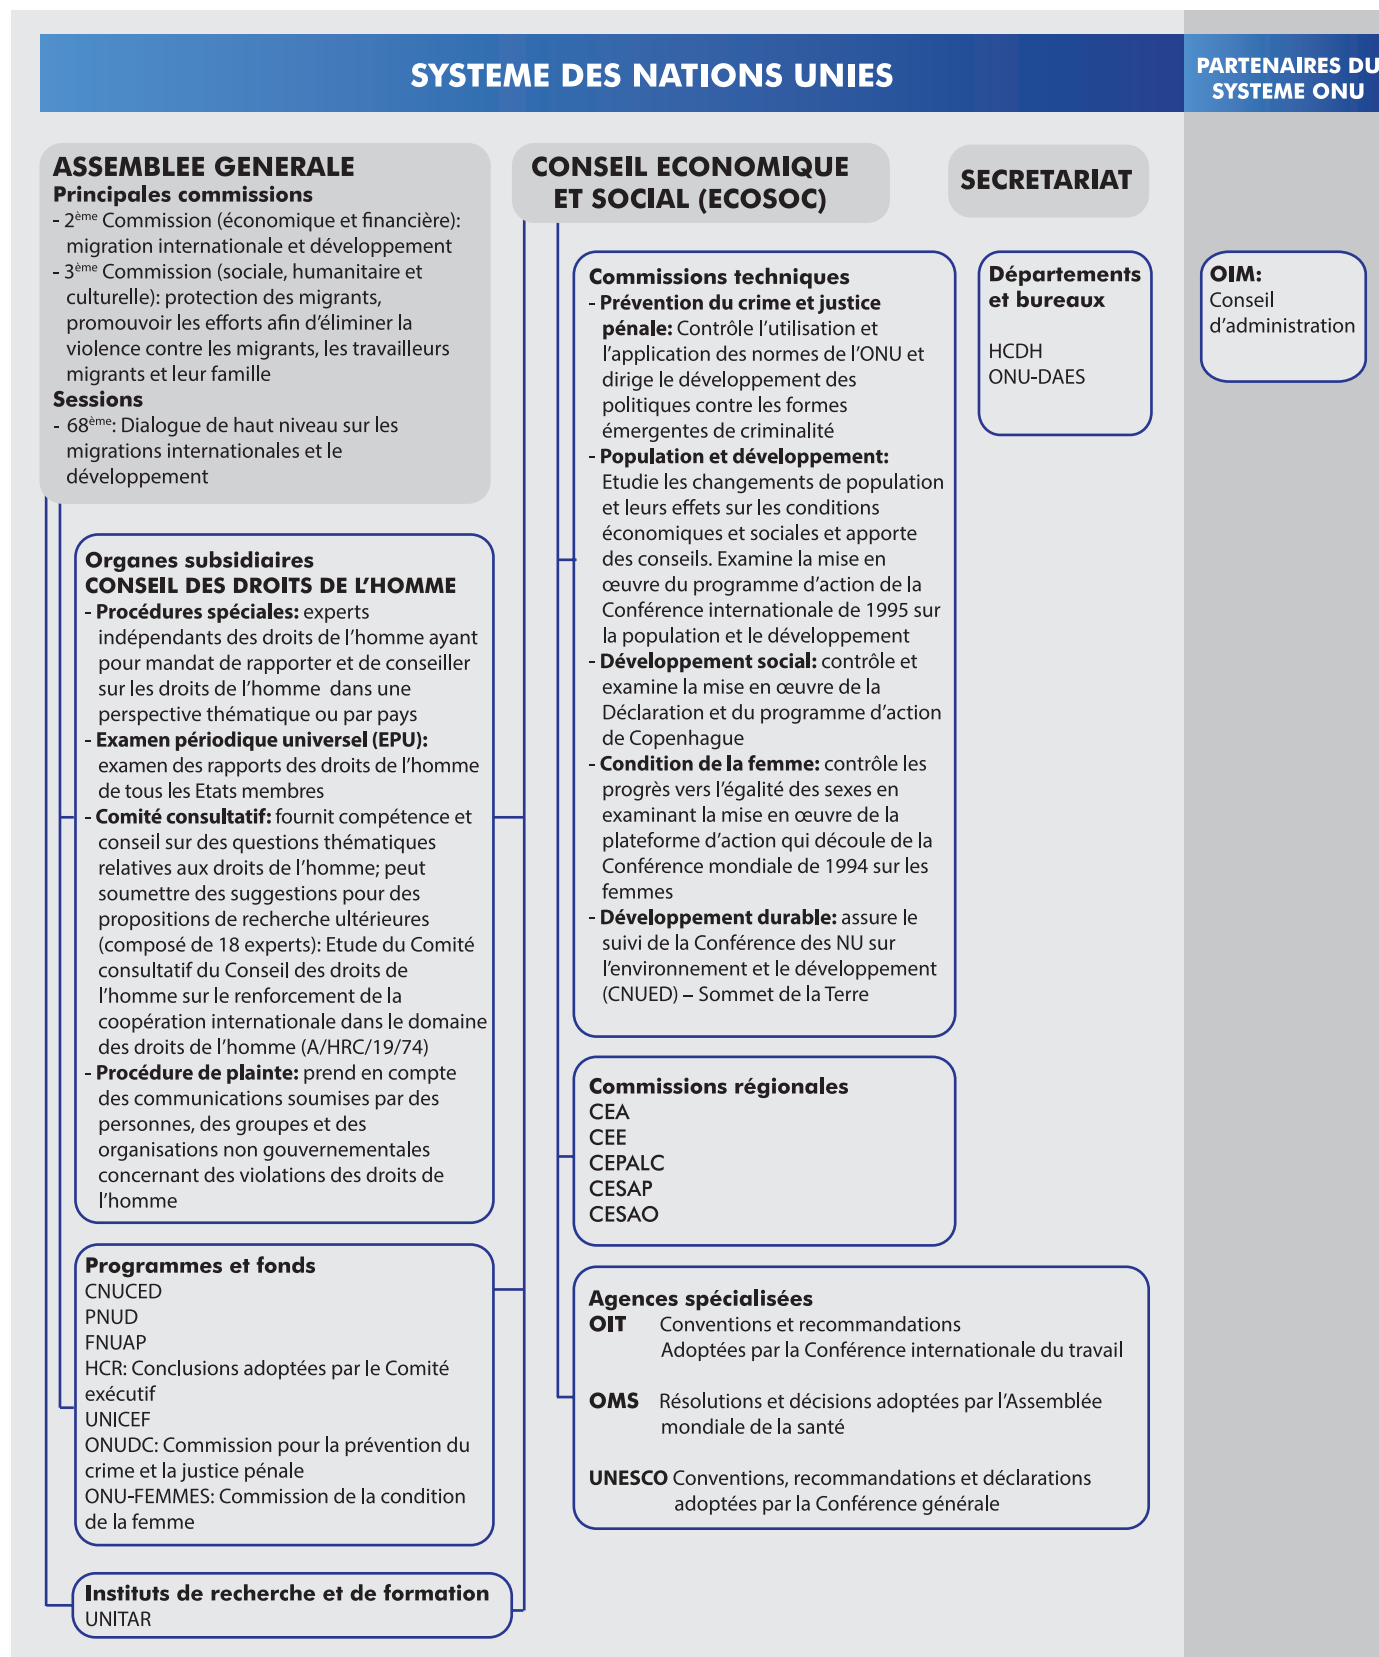 SYSTEME DES NATIONS UNIES
PARTENAIRES DU
SYSTEME ONU
ASSEMBLEE GENERALE
Principales commissions
- 2ème Commission (économique et financière):
migration internationale et développement
- 3ème Commission (sociale, humanitaire et
culturelle): protection des migrants,
promouvoir les efforts afin d’éliminer la
violence contre les migrants, les travailleurs
migrants et leur famille
Sessions
- 68ème: Dialogue de haut niveau sur les
migrations internationales et le
développement
Organes subsidiaires
CONSEIL DES DROITS DE L’HOMME
- Procédures spéciales: experts
indépendants des droits de l’homme ayant
pour mandat de rapporter et de conseiller
sur les droits de l’homme dans une
perspective thématique ou par pays
- Examen périodique universel (EPU):
examen des rapports des droits de l’homme
de tous les Etats membres
- Comité consultatif: fournit compétence et
conseil sur des questions thématiques
relatives aux droits de l’homme; peut
soumettre des suggestions pour des
propositions de recherche ultérieures
(composé de 18 experts): Etude du Comité
consultatif du Conseil des droits de
l’homme sur le renforcement de la
coopération internationale dans le domaine
des droits de l’homme (A/HRC/19/74)
- Procédure de plainte: prend en compte
des communications soumises par des
personnes, des groupes et des
organisations non gouvernementales
concernant des violations des droits de
l’homme
Programmes et fonds
CNUCED
PNUD
FNUAP
HCR: Conclusions adoptées par le Comité
exécutif
UNICEF
ONUDC: Commission pour la prévention du
crime et la justice pénale
ONU-FEMMES: Commission de la condition
de la femme
Instituts de recherche et de formation
UNITAR
CONSEIL ECONOMIQUE
ET SOCIAL (ECOSOC)
Commissions techniques
- Prévention du crime et justice
pénale: Contrôle l’utilisation et
l’application des normes de l’ONU et
dirige le développement des
politiques contre les formes
émergentes de criminalité
- Population et développement:
Etudie les changements de population
et leurs effets sur les conditions
économiques et sociales et apporte
des conseils. Examine la mise en
œuvre du programme d’action de la
Conférence internationale de 1995 sur
la population et le développement
- Développement social: contrôle et
examine la mise en œuvre de la
Déclaration et du programme d’action
de Copenhague
- Condition de la femme: contrôle les
progrès vers l’égalité des sexes en
examinant la mise en œuvre de la
plateforme d’action qui découle de la
Conférence mondiale de 1994 sur les
femmes
- Développement durable: assure le
suivi de la Conférence des NU sur
l’environnement et le développement
(CNUED) – Sommet de la Terre
Commissions régionales
CEA
CEE
CEPALC
CESAP
CESAO
Agences spécialisées
OIT Conventions et recommandations
Adoptées par la Conférence internationale du travail
OMS Résolutions et décisions adoptées par l’Assemblée
mondiale de la santé
UNESCO Conventions, recommandations et déclarations
adoptées par la Conférence générale
SECRETARIAT
Départements
et bureaux
HCDH
ONU-DAES
OIM:
Conseil
d’administration